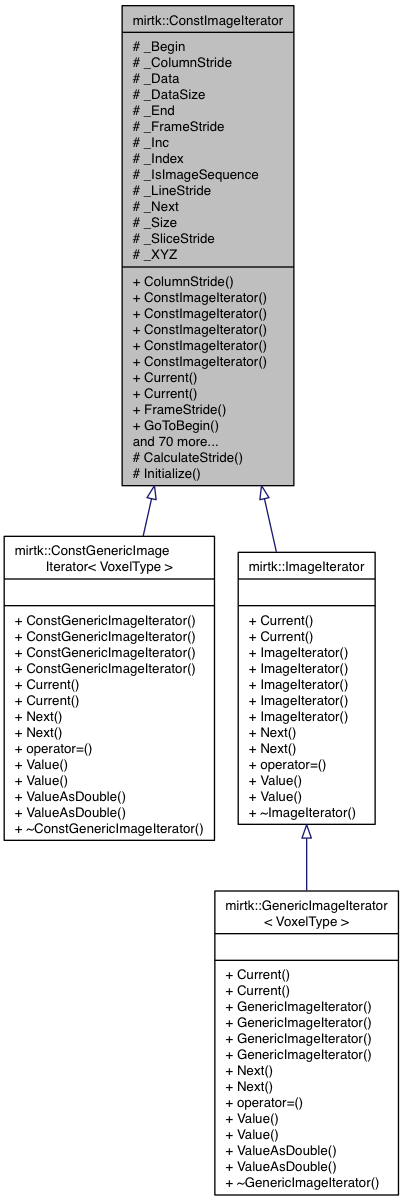 mirtk::ConstImageIterator
# _Begin
# _ColumnStride
# _Data
# _DataSize
# _End
# _FrameStride
# _Inc
# _Index
# _IsImageSequence
# _LineStride
# _Next
# _Size
# _SliceStride
# _XYZ
+ ColumnStride()
+ ConstImageIterator()
+ ConstImageIterator()
+ ConstImageIterator()
+ ConstImageIterator()
+ ConstImageIterator()
+ Current()
+ Current()
+ FrameStride()
+ GoToBegin()
and 70 more...
# CalculateStride()
# Initialize()
mirtk::ConstGenericImage
Iterator< VoxelType >
+ ConstGenericImageIterator()
+ ConstGenericImageIterator()
+ ConstGenericImageIterator()
+ ConstGenericImageIterator()
+ Current()
+ Current()
+ Next()
+ Next()
+ operator=()
+ Value()
+ Value()
+ ValueAsDouble()
+ ValueAsDouble()
+ ~ConstGenericImageIterator()
mirtk::ImageIterator
+ Current()
+ Current()
+ ImageIterator()
+ ImageIterator()
+ ImageIterator()
+ ImageIterator()
+ ImageIterator()
+ Next()
+ Next()
+ operator=()
+ Value()
+ Value()
+ ~ImageIterator()
mirtk::GenericImageIterator
< VoxelType >
+ Current()
+ Current()
+ GenericImageIterator()
+ GenericImageIterator()
+ GenericImageIterator()
+ GenericImageIterator()
+ Next()
+ Next()
+ operator=()
+ Value()
+ Value()
+ ValueAsDouble()
+ ValueAsDouble()
+ ~GenericImageIterator()